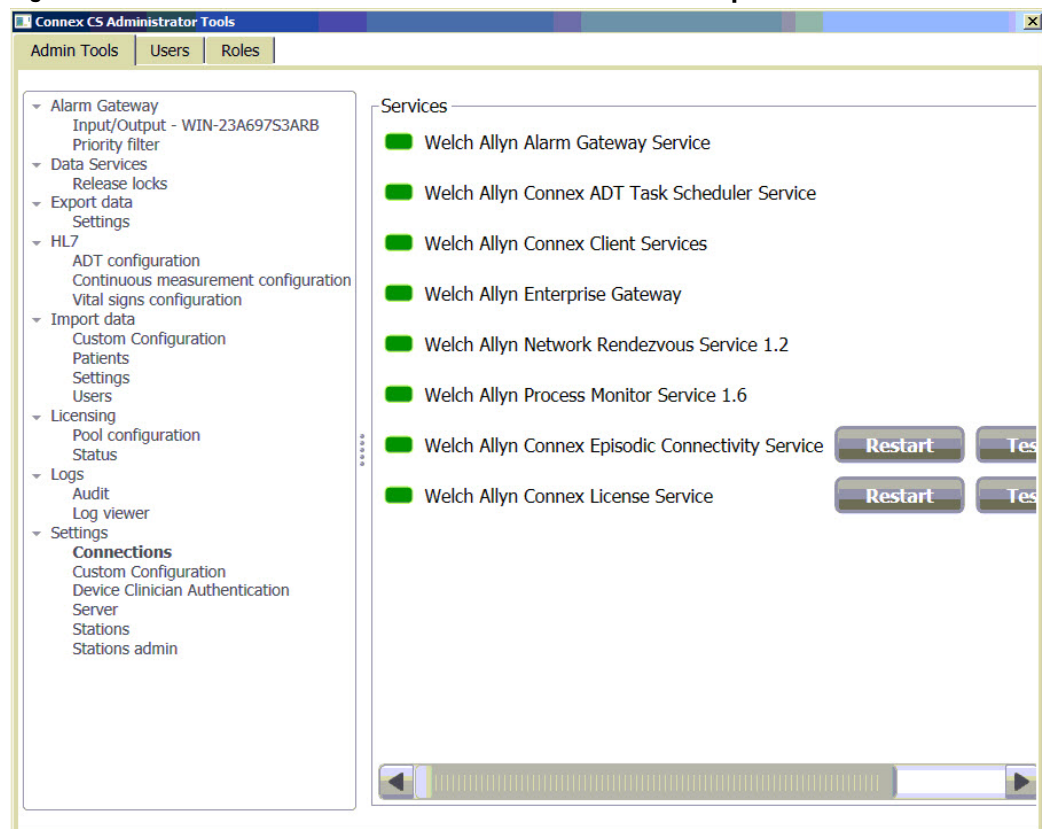 Connex CS Administrator Tools
Admin Tools Users Roles
Alarm Gateway
Input/Output - WIN-23A697S3ARB
Priority filter
Data Services
Release locks
Export data
Settings
HL7
ADT configuration
Continuous measurement configuration
Vital signs configuration
Import data
Custom Configuration
Patients
Settings
Users
Licensing
Pool configuration
Status
Logs
Audit
Log viewer
Settings
Connections
Custom Configuration
Device Clinician Authentication
Server
Stations
Stations admin
Services
Welch Allyn Alarm Gateway Service
Welch Allyn Connex ADT Task Scheduler Service
Welch Allyn Connex Client Services
Welch Allyn Enterprise Gateway
Welch Allyn Network Rendezvous Service 1.2
Welch Allyn Process Monitor Service 1.6
Welch Allyn Connex Episodic Connectivity Service Restart Tes
Welch Allyn Connex License Service Restart Tes